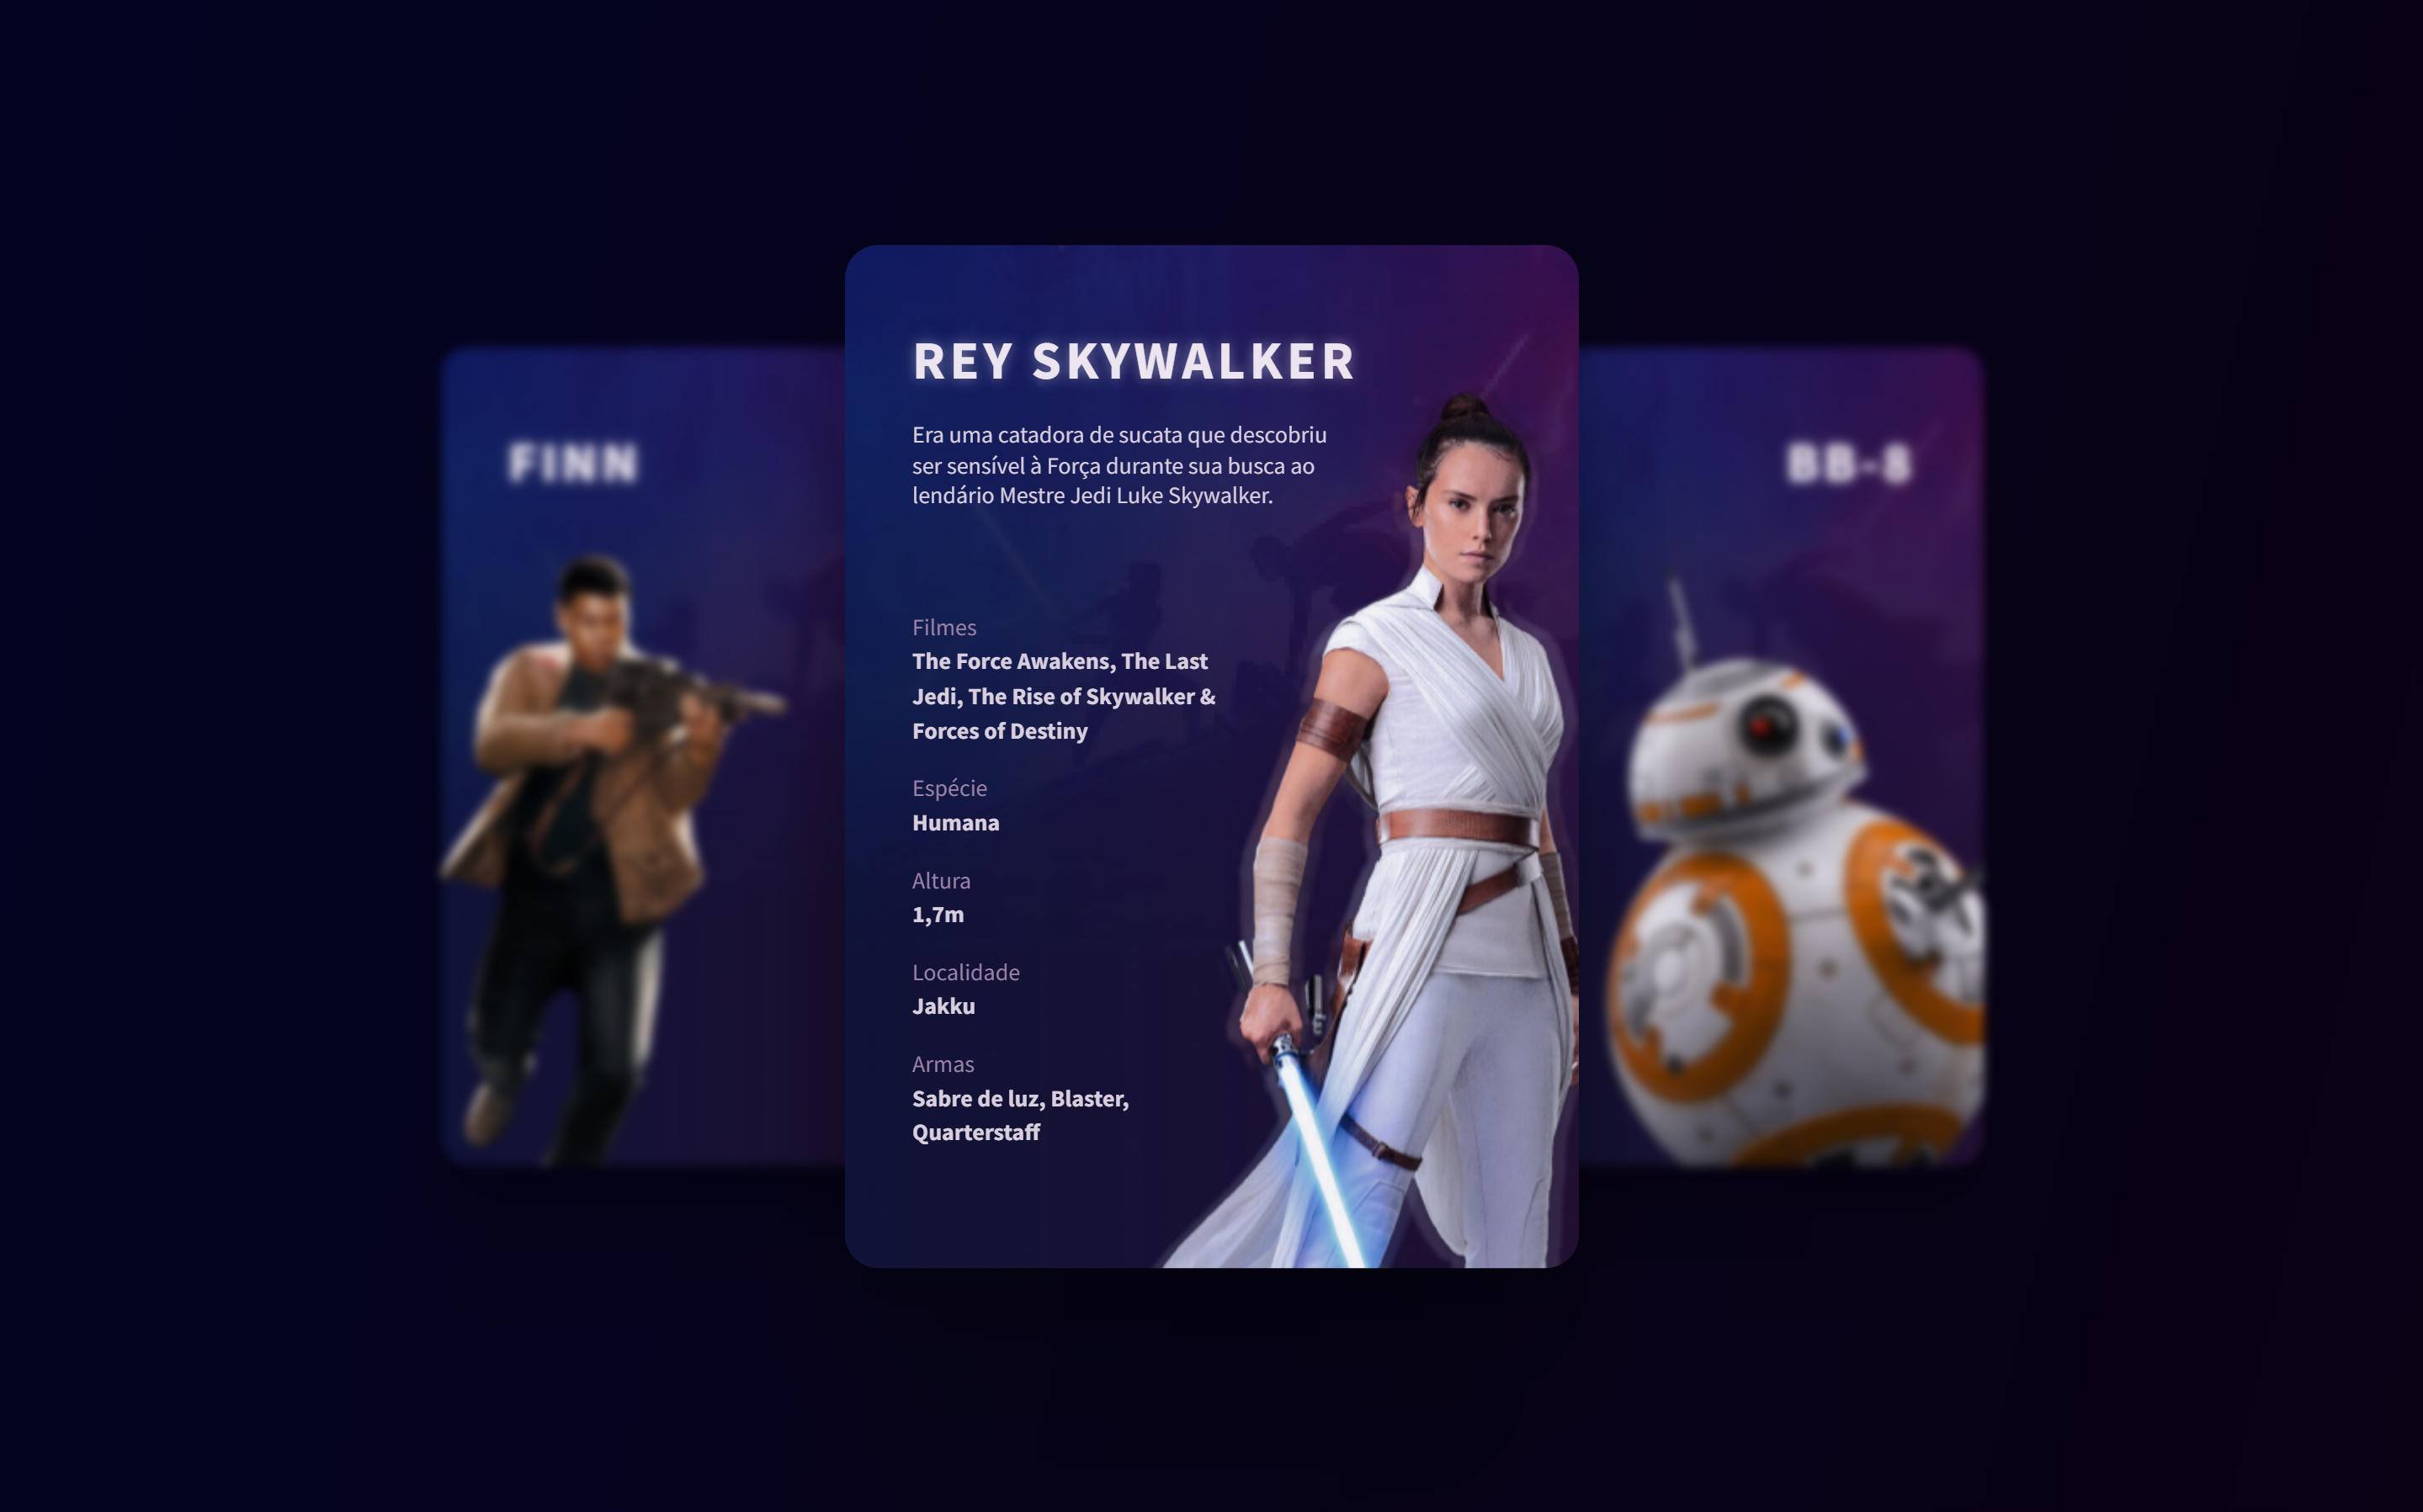 FINN
REY SKYWALKER
Era uma catadora de sucata que descobriu
ser sensível à Força durante sua busca ao
lendário Mestre Jedi Luke Skywalker.
Filmes
The Force Awakens, The Last
Jedi, The Rise of Skywalker &
Forces of Destiny
Espécie
Humana
Altura
1,7m
Localidade
Jakku
Armas
Sabre de luz, Blaster,
Quarterstaff
BB-8